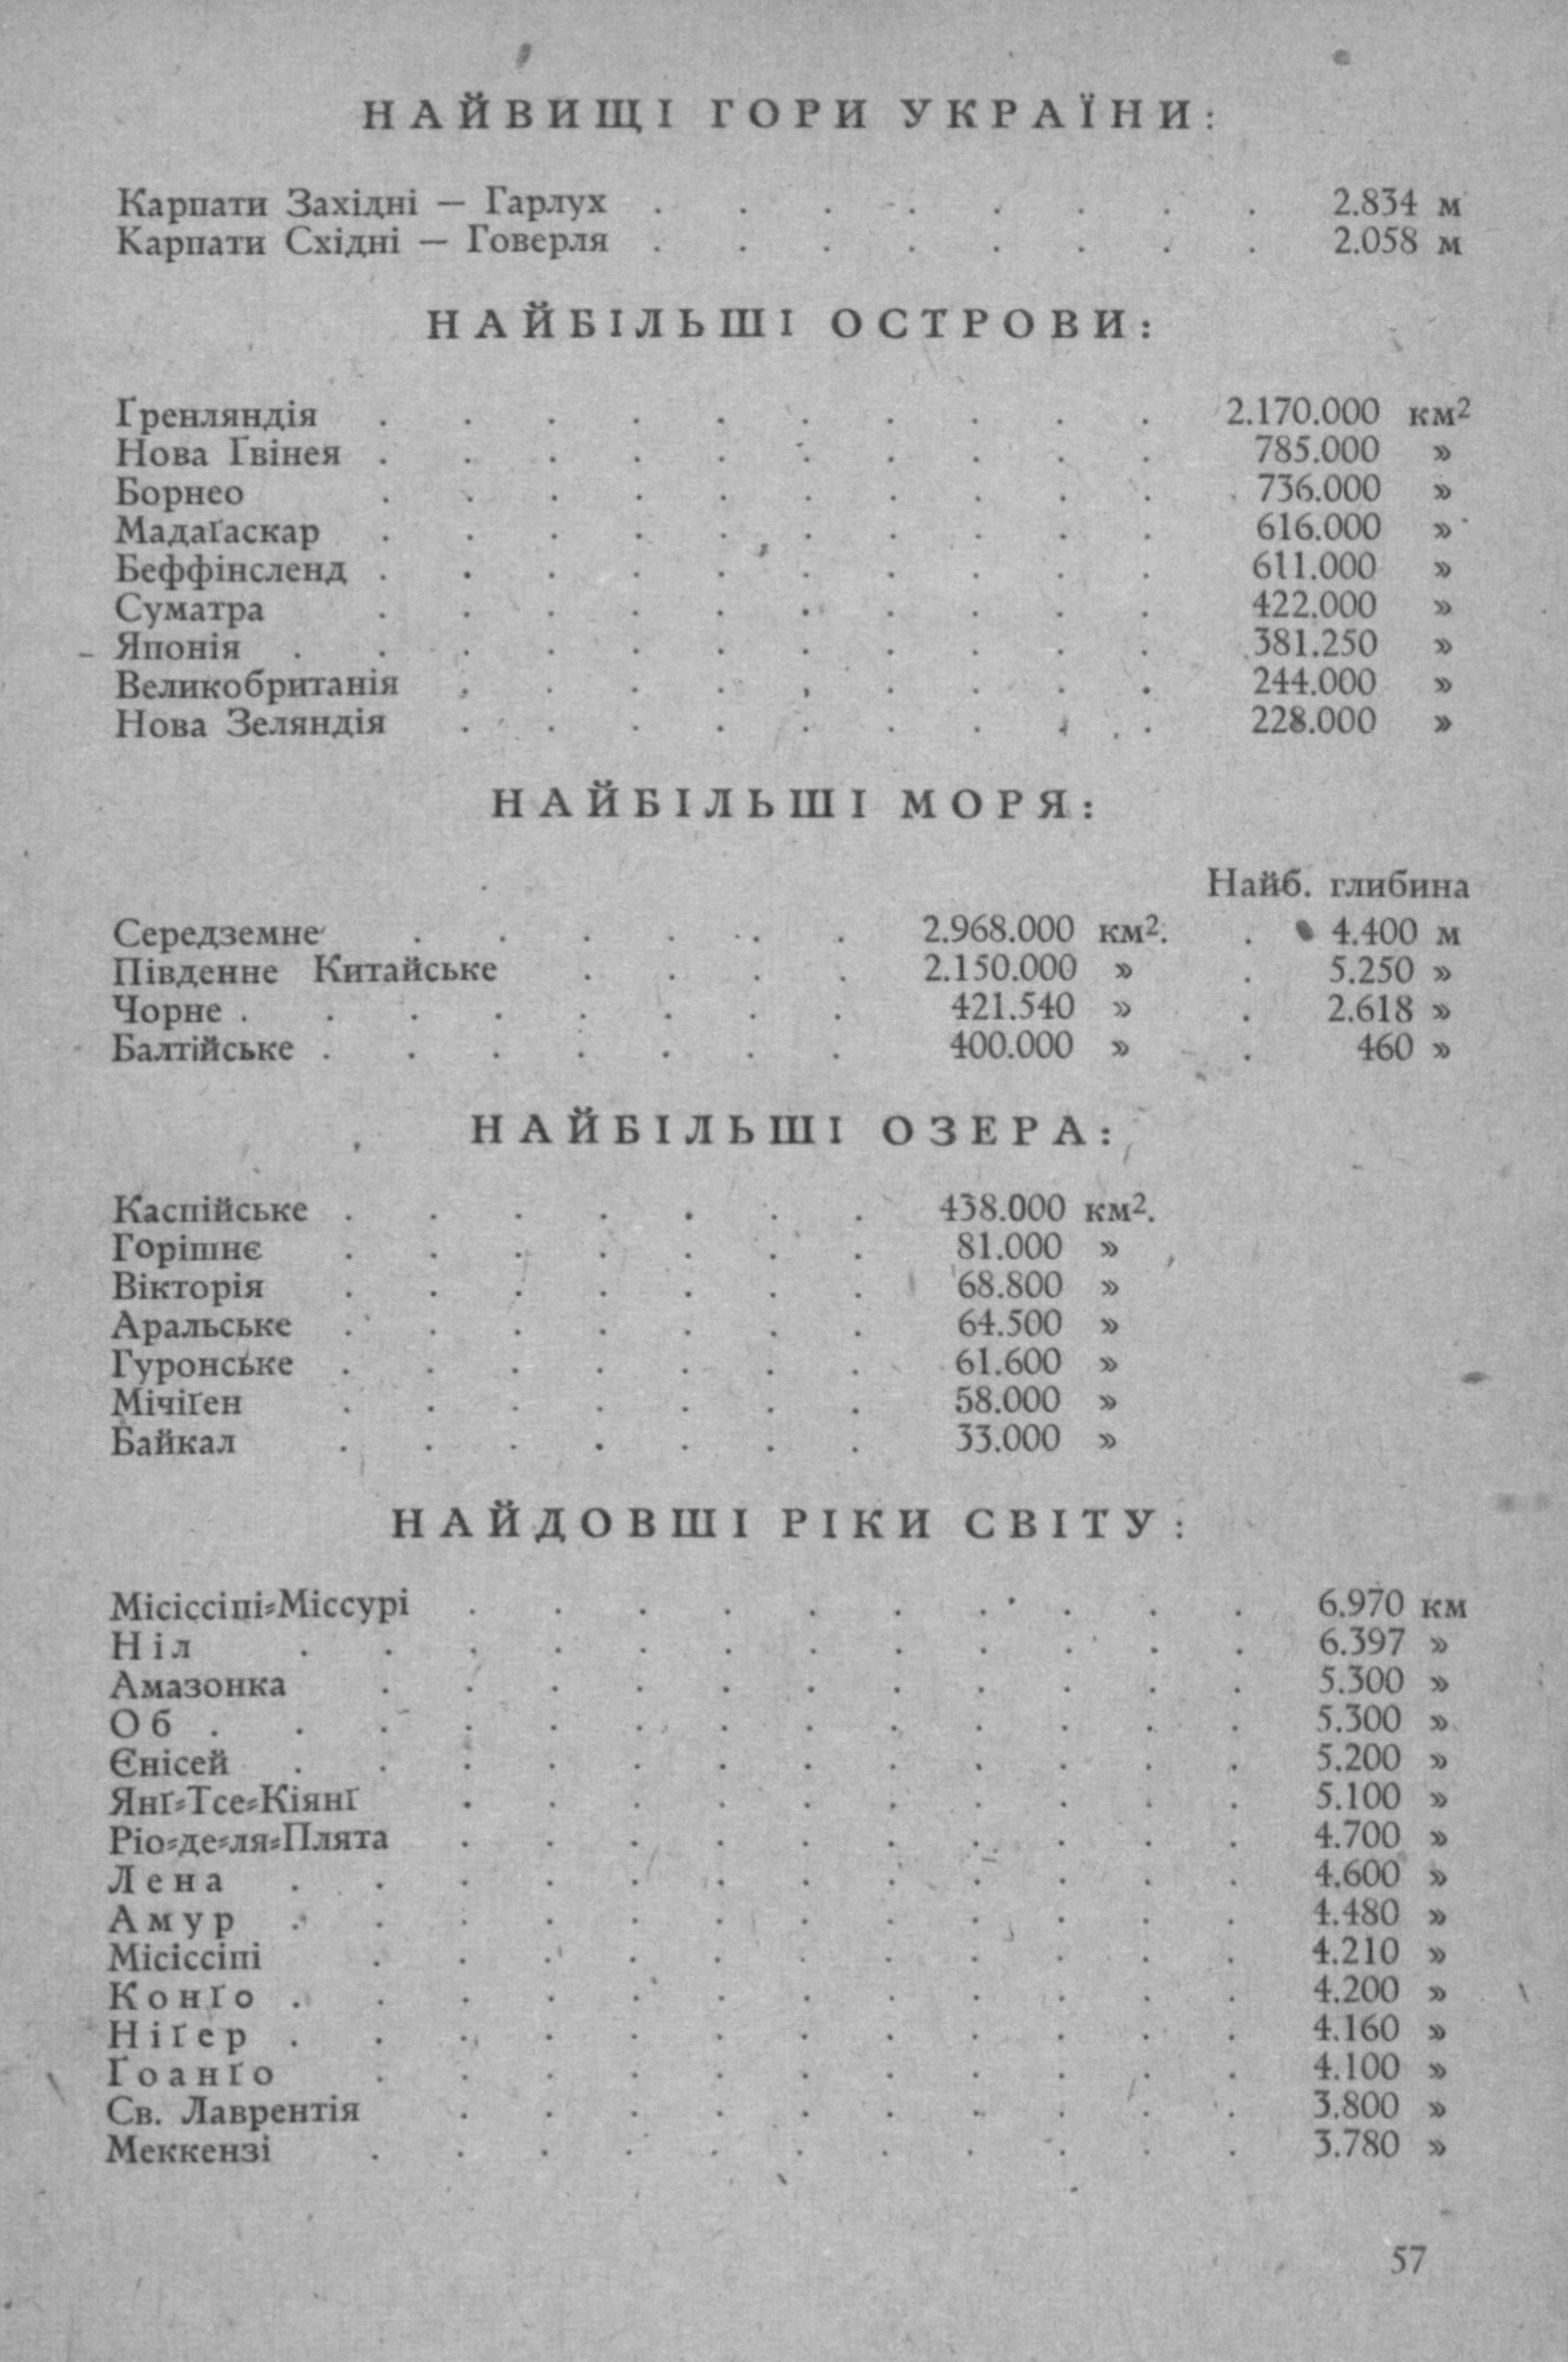 НАЙВИЩІ ГОРИ УКРАЇНИ:
Карпати Західні — Гарлух . . . . . . . . 2.834 м
Карпати Східні — Говерля . . . . . . . . 2.058 м
НАЙБІЛЬШІ ОСТРОВИ:
Ґренляндія . . . . . . . . . . 2.170.000 км²
Нова Ґвінея . . . . . . . . . . 785.000 »
Борнео . . . . . . . . . . 736.000 »
Мадаґаскар . . . . . . . . . . 616.000 »
Беффінсленд . . . . . . . . . . 611.000 »
Суматра . . . . . . . . . . 422.000 »
Японія . . . . . . . . . . . 381.250 »
Великобританія . . . . . . . . . 244.000 »
Нова Зеляндія . . . . . . . . . 228.000 »
НАЙБІЛЬШІ МОРЯ:
Найб. глибина
Середземне . . . . . . 2.968.000 км². . 4.400 м
Південне Китайське . . . . 2.150.000 » . 5.250 »
Чорне . . . . . . . . 421.540 » . 2.618 »
Балтійське . . . . . . . 400.000 » . 460 »
НАЙБІЛЬШІ ОЗЕРА:
Каспійське . . . . . . . 438.000 км².
Горішнє . . . . . . . 81.000 »
Вікторія . . . . . . . 68.800 »
Аральське . . . . . . . 64.500 »
Гуронське . . . . . . . 61.600 »
Мічіґен . . . . . . . 58.000 »
Байкал . . . . . . . 33.000 »
НАЙДОВШІ РІКИ СВІТУ:
Місіссіпі-Міссурі . . . . . . . . . . 6.970 км
Ніл . . . . . . . . . . . . 6.397 »
Амазонка . . . . . . . . . . . 5.300 »
Об . . . . . . . . . . . . . 5.300 »
Єнісей . . . . . . . . . . . . 5.200 »
Янґ-Тсе-Кіянґ . . . . . . . . . . 5.100 »
Ріо-де-ля-Плята . . . . . . . . . . 4.700 »
Лена . . . . . . . . . . . . 4.600 »
Амур . . . . . . . . . . . . 4.480 »
Місіссіпі . . . . . . . . . . . 4.210 »
Конґо . . . . . . . . . . . . 4.200 »
Ніґер . . . . . . . . . . . . 4.160 »
Гоанґо . . . . . . . . . . . 4.100 »
Св. Лаврентія . . . . . . . . . . 3.800 »
Меккензі . . . . . . . . . . . 3.780 »
57